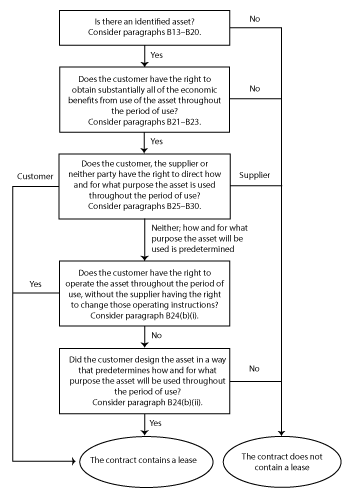 Is there an identified asset?
Consider paragraphs B13–B20.
No
Yes
Does the customer have the right to
obtain substantially all of the economic
benefits from use of the asset throughout
the period of use?
Consider paragraphs B21–B23.
No
Yes
Customer
Does the customer, the supplier or
neither party have the right to direct how
and for what purpose the asset is used
throughout the period of use?
Consider paragraphs B25–B30.
Supplier
Neither; how and for what
purpose the asset will be
used is predetermined
Yes
Does the customer have the right to
operate the asset throughout the period of
use, without the supplier having the right
to change those operating instructions?
Consider paragraph B24(b)(i).
No
Did the customer design the asset in a way
that predetermines how and for what
purpose the asset will be used throughout
the period of use?
Consider paragraph B24(b)(ii).
No
Yes
The contract contains a lease
The contract does not
contain a lease